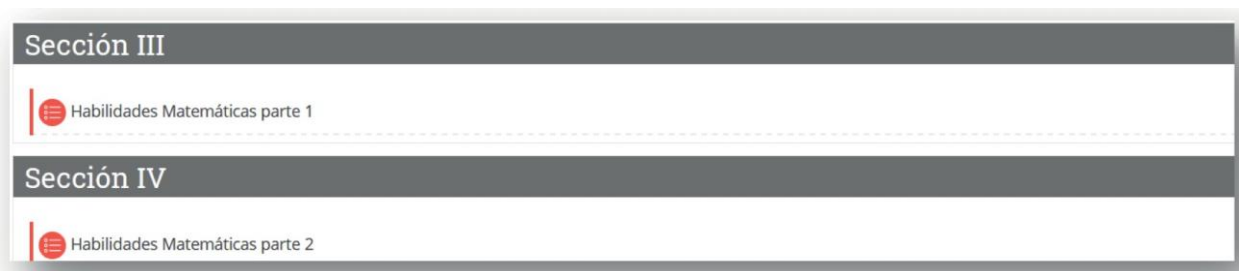 Sección III
Habilidades Matemáticas parte 1
Sección IV
Habilidades Matemáticas parte 2